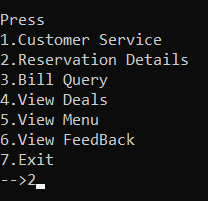 Press
1.Customer Service
2.Reservation Details
3.Bill Query
4.View Deals
5.View Menu
6.View FeedBack
7.Exit
-->2